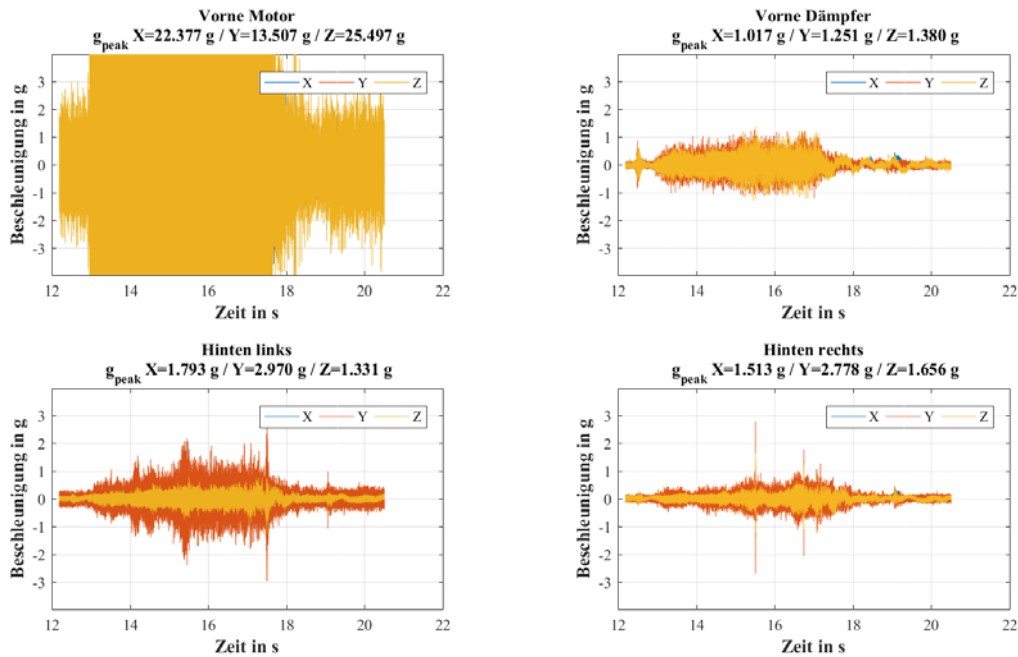 Vorne Motor
g_peak X=22.377 g / Y=13.507 g / Z=25.497 g
X Y Z
Beschleunigung in g
3
2
1
0
-1
-2
-3
12 14 16 18 20 22
Zeit in s
Vorne Dämpfer
g_peak X=1.017 g / Y=1.251 g / Z=1.380 g
X Y Z
Beschleunigung in g
3
2
1
0
-1
-2
-3
12 14 16 18 20 22
Zeit in s
Hinten links
g_peak X=1.793 g / Y=2.970 g / Z=1.331 g
X Y Z
Beschleunigung in g
3
2
1
0
-1
-2
-3
12 14 16 18 20 22
Zeit in s
Hinten rechts
g_peak X=1.513 g / Y=2.778 g / Z=1.656 g
X Y Z
Beschleunigung in g
3
2
1
0
-1
-2
-3
12 14 16 18 20 22
Zeit in s